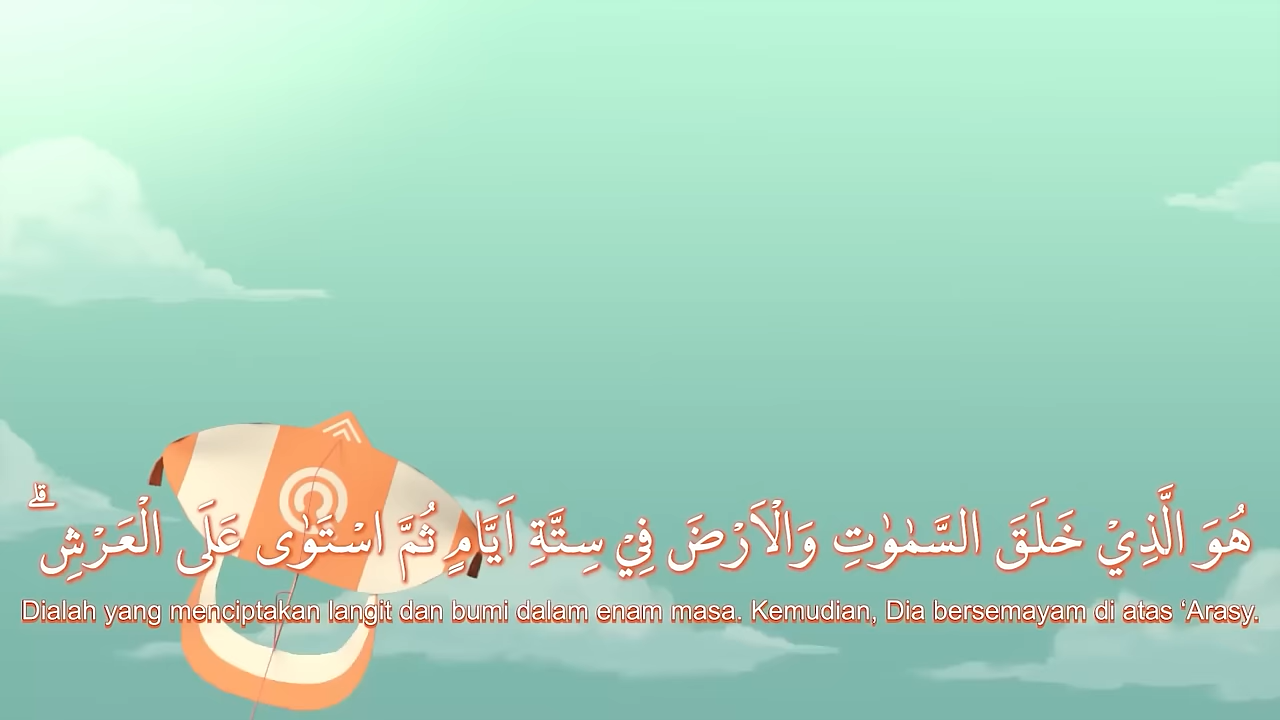 هُوَ الَّذِيْ خَلَقَ السَّمٰوٰتِ وَالْاَرْضَ فِيْ سِتَّةِ اَيَّامٍ ثُمَّ اسْتَوٰى عَلَى الْعَرْشِۗ
Dialah yang menciptakan langit dan bumi dalam enam masa. Kemudian, Dia bersemayam di atas ‘Arasy.